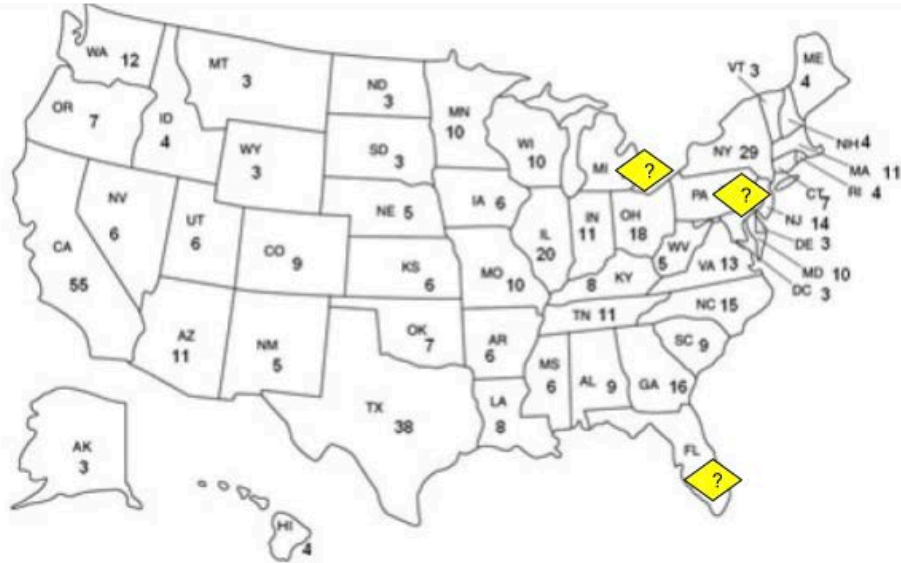 WA 12
MT 3
ND 3
MN 10
VT 3
ME 4
OR 7
ID 4
WY 3
SD 3
WI 10
MI ?
NY 29
NH 4
MA 11
RI 4
CT 7
NV 6
UT 6
NE 5
IA 6
IL 20
IN 11
OH 18
PA ?
NJ 14
DE 3
MD 10
DC 3
CA 55
CO 9
KS 6
MO 10
WV 5
VA 13
8 KY
NC 15
TN 11
AZ 11
NM 5
OK 7
AR 6
SC 9
MS 6
AL 9
GA 16
TX 38
LA 8
FL ?
AK 3
HI 4